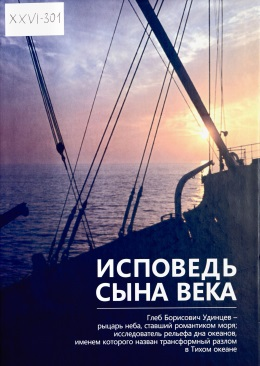 XXVI-301
ИСПОВЕДЬ
СЫНА ВЕКА
Глеб Борисович Удинцев –
рыцарь неба, ставший романтиком моря;
исследователь рельефа дна океанов,
именем которого назван трансформный разлом
в Тихом океане